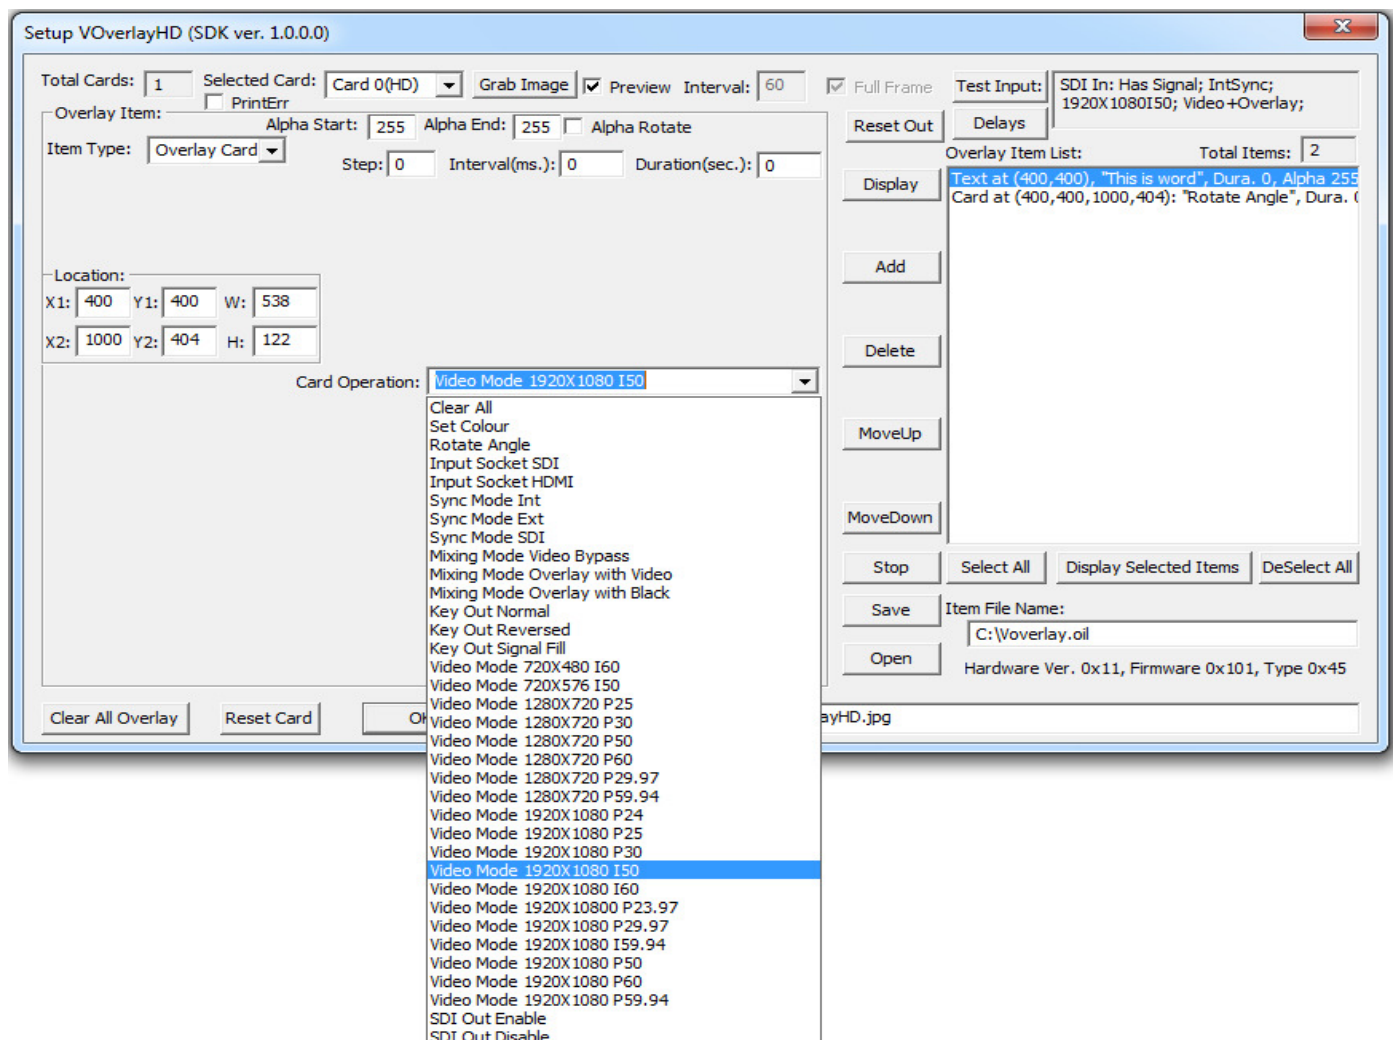 Setup VOverlayHD (SDK ver. 1.0.0.0)
Total Cards: 1 Selected Card: Card 0(HD) Grab Image Preview Interval: 60 Full Frame Test Input: SDI In: Has Signal; IntSync;
1920X1080I50; Video+Overlay;
PrintErr
Overlay Item: Alpha Start: 255 Alpha End: 255 Alpha Rotate Reset Out Delays
Item Type: Overlay Card Step: 0 Interval(ms.): 0 Duration(sec.): 0
Overlay Item List: Total Items: 2
Display
Text at (400,400), "This is word", Dura. 0, Alpha 255
Card at (400,400,1000,404): "Rotate Angle", Dura. 0
Add
Location:
X1: 400 Y1: 400 W: 538
X2: 1000 Y2: 404 H: 122
Delete
Card Operation: Video Mode 1920X1080 I50
Clear All
Set Colour
Rotate Angle
Input Socket SDI
Input Socket HDMI
Sync Mode Int
Sync Mode Ext
Sync Mode SDI
Mixing Mode Video Bypass
Mixing Mode Overlay with Video
Mixing Mode Overlay with Black
Key Out Normal
Key Out Reversed
Key Out Signal Fill
Video Mode 720X480 I60
Video Mode 720X576 I50
Video Mode 1280X720 P25
Video Mode 1280X720 P30
Video Mode 1280X720 P50
Video Mode 1280X720 P60
Video Mode 1280X720 P29.97
Video Mode 1280X720 P59.94
Video Mode 1920X1080 P24
Video Mode 1920X1080 P25
Video Mode 1920X1080 P30
Video Mode 1920X1080 I50
Video Mode 1920X1080 I60
Video Mode 1920X10800 P23.97
Video Mode 1920X1080 P29.97
Video Mode 1920X1080 I59.94
Video Mode 1920X1080 P50
Video Mode 1920X1080 P60
Video Mode 1920X1080 P59.94
SDI Out Enable
SDI Out Disable
MoveUp
MoveDown
Stop Select All Display Selected Items DeSelect All
Save Item File Name:
C:\Voverlay.oil
Open Hardware Ver. 0x11, Firmware 0x101, Type 0x45
Clear All Overlay Reset Card ayHD.jpg